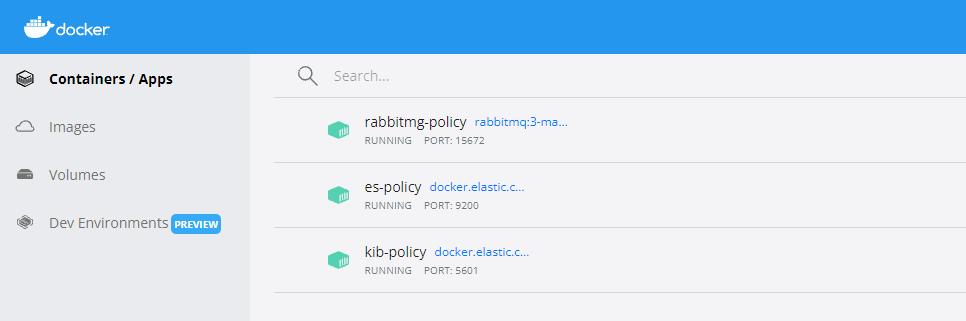 docker
Containers / Apps
Images
Volumes
Dev Environments PREVIEW
Search...
rabbitmg-policy rabbitmq:3-ma...
RUNNING PORT: 15672
es-policy docker.elastic.c...
RUNNING PORT: 9200
kib-policy docker.elastic.c...
RUNNING PORT: 5601